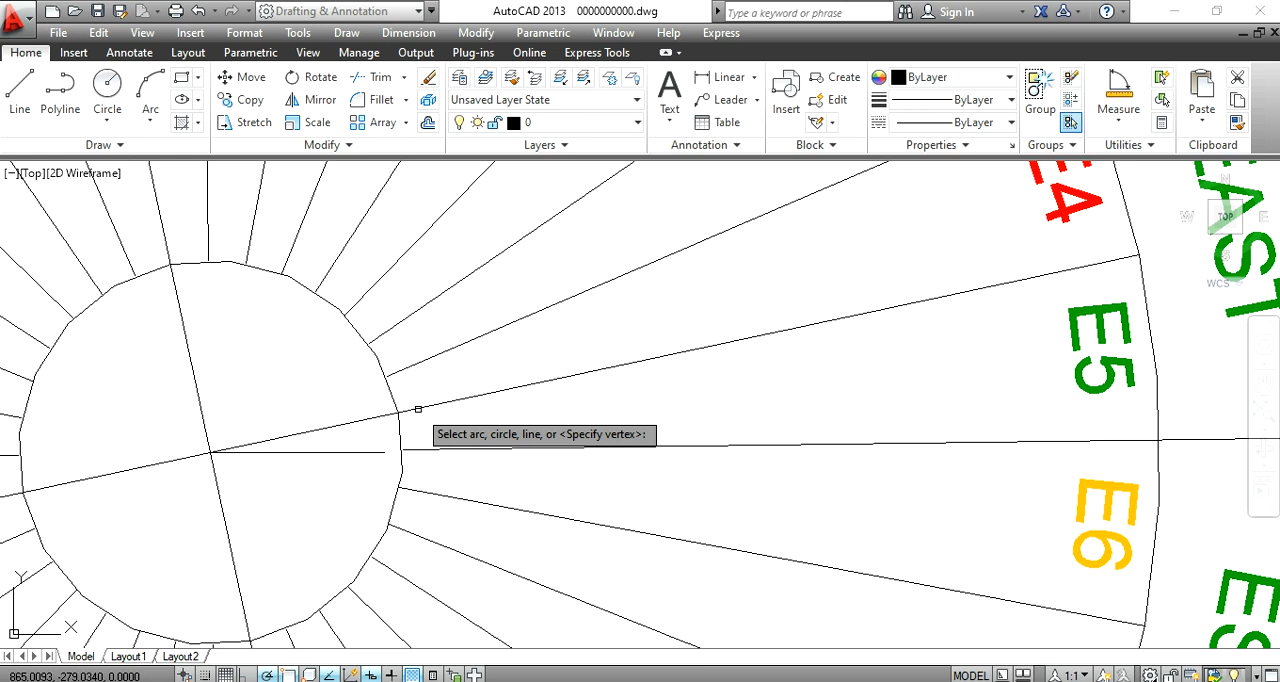 Drafting & Annotation AutoCAD 2013 0000000000.dwg Type a keyword or phrase Sign In
File Edit View Insert Format Tools Draw Dimension Modify Parametric Window Help Express
Home Insert Annotate Layout Parametric View Manage Output Plug-ins Online Express Tools
Line Polyline Circle Arc
Move Rotate Trim
Copy Mirror Fillet
Stretch Scale Array
Unsaved Layer State
0
Text
Linear
Leader
Table
Insert
Create
Edit
ByLayer
ByLayer
ByLayer
Group
Measure
Paste
Draw Modify Layers Annotation Block Properties Groups Utilities Clipboard
[−][Top][2D Wireframe]
E4
EAST
N
W TOP E
S
WCS
E5
Select arc, circle, line, or <Specify vertex>:
E6
ES
Y
X
Model Layout1 Layout2
865.0093, -279.0340, 0.0000 MODEL 1:1